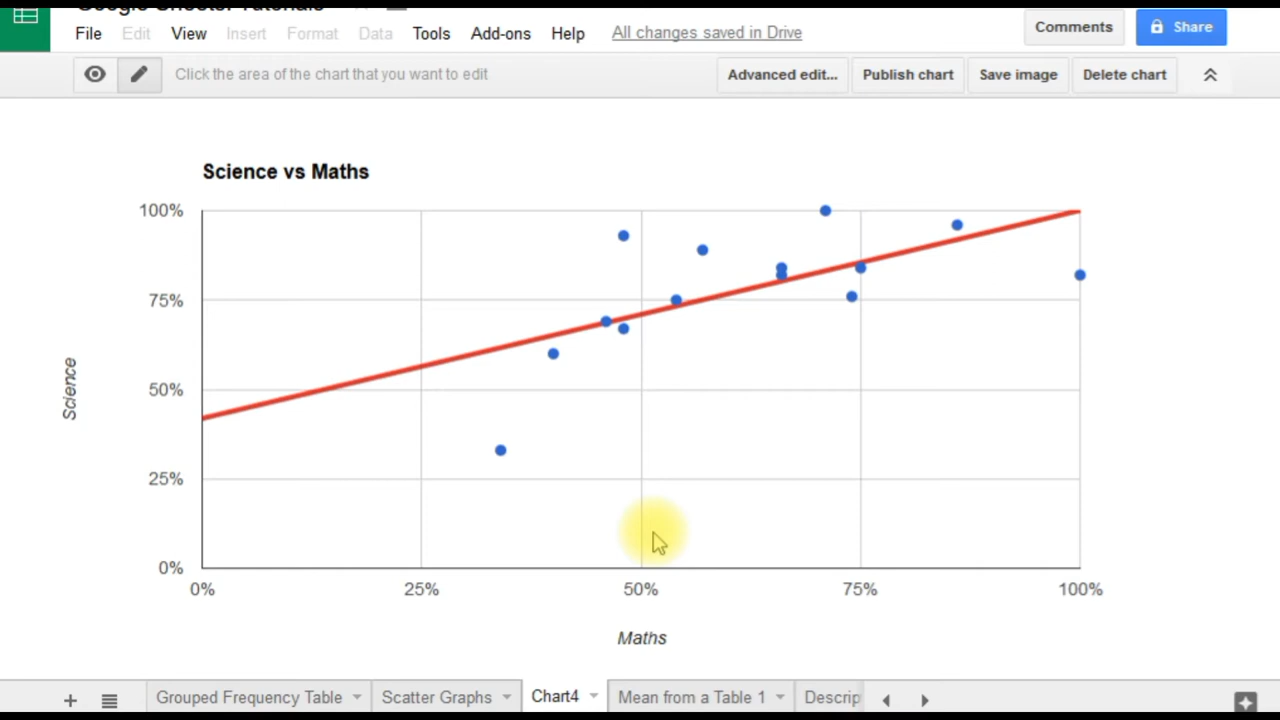 Google Sheets: Tutorials
File Edit View Insert Format Data Tools Add-ons Help All changes saved in Drive Comments Share
Click the area of the chart that you want to edit Advanced edit... Publish chart Save image Delete chart
Science vs Maths
100%
75%
50%
25%
0%
Science
0% 25% 50% 75% 100%
Maths
Grouped Frequency Table Scatter Graphs Chart4 Mean from a Table 1 Descrip